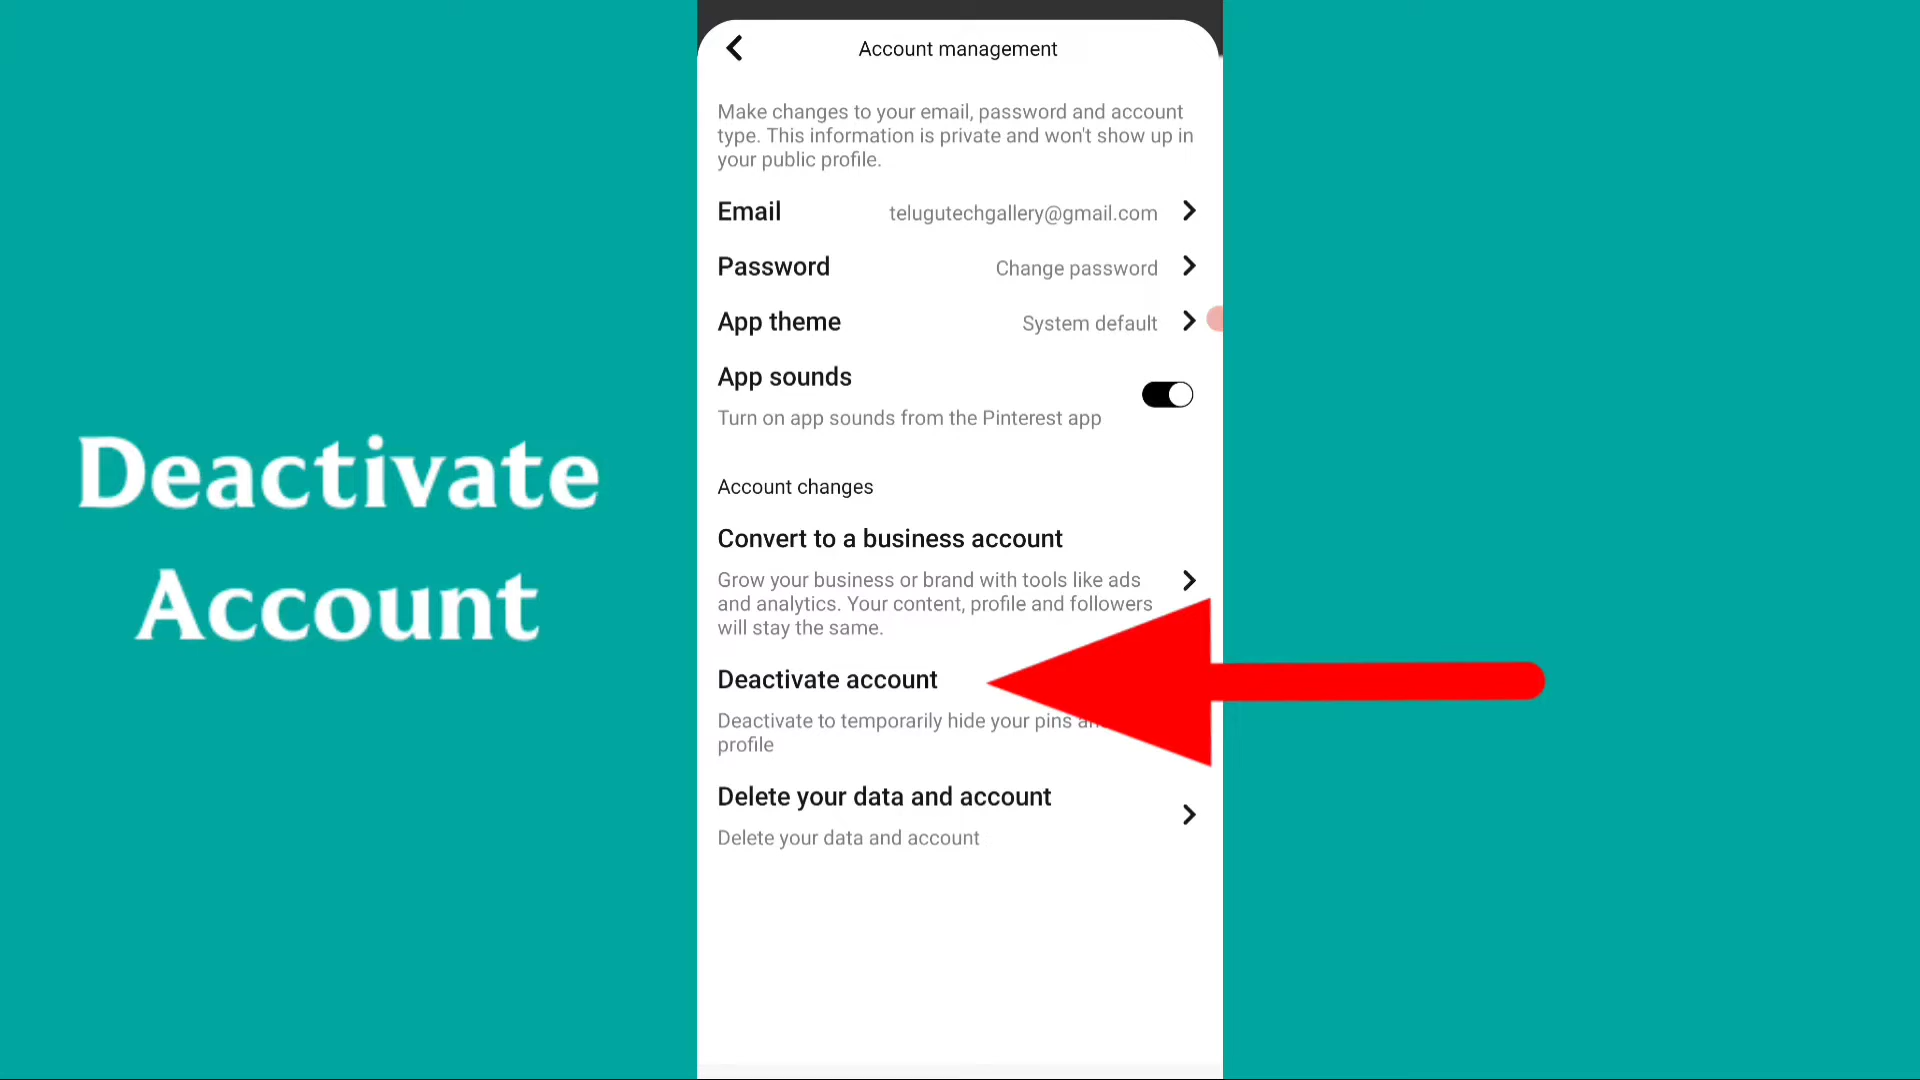 Deactivate
Account
Account management
Make changes to your email, password and account
type. This information is private and won't show up in
your public profile.
Email telugutechgallery@gmail.com
Password Change password
App theme System default
App sounds
Turn on app sounds from the Pinterest app
Account changes
Convert to a business account
Grow your business or brand with tools like ads
and analytics. Your content, profile and followers
will stay the same.
Deactivate account
Deactivate to temporarily hide your pins
profile
Delete your data and account
Delete your data and account